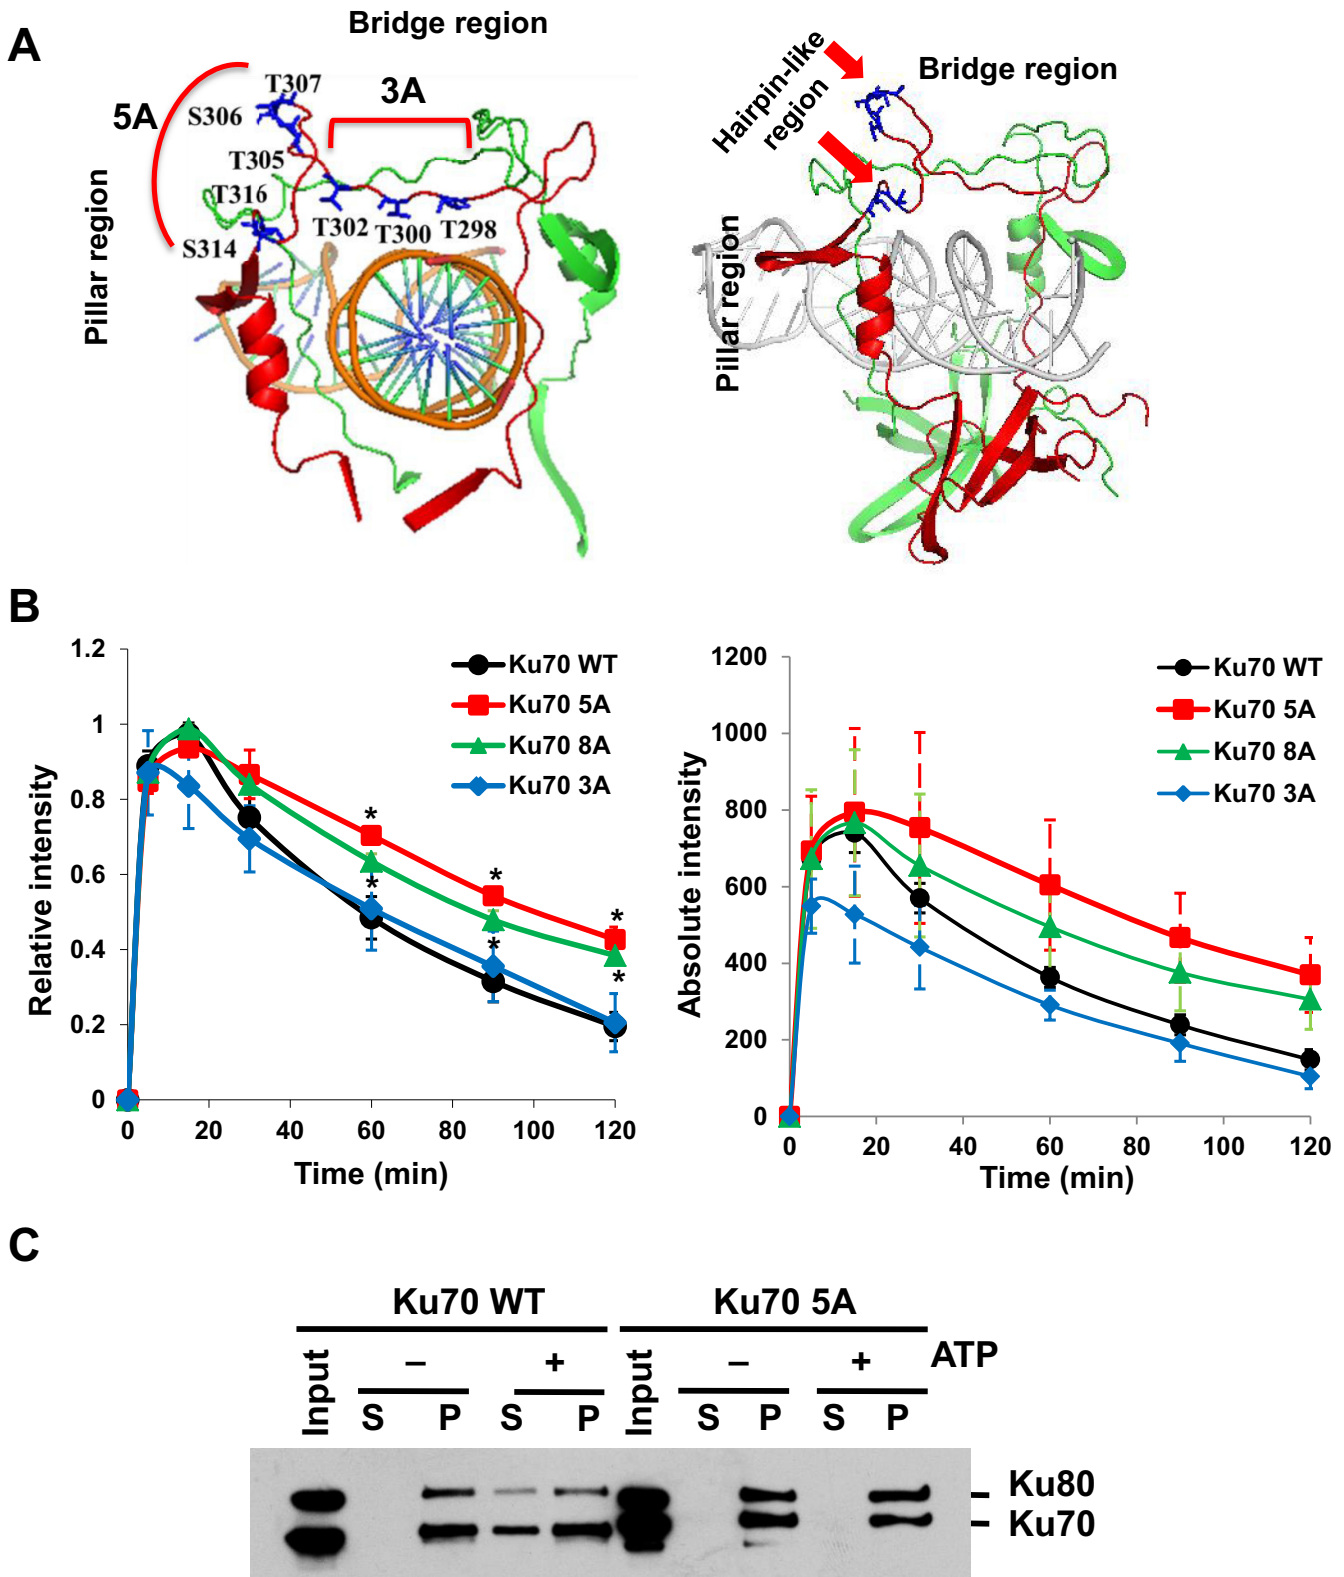 A
Bridge region
T307
3A
5A
S306
T305
T316
T302
T300
T298
S314
Pillar region
Hairpin-like
region
Bridge region
Pillar region
B
1.2
1
0.8
0.6
0.4
0.2
0
Relative intensity
0 20 40 60 80 100 120
Time (min)
Ku70 WT
Ku70 5A
Ku70 8A
Ku70 3A
*
*
*
*
*
*
1200
1000
800
600
400
200
0
Absolute intensity
0 20 40 60 80 100 120
Time (min)
Ku70 WT
Ku70 5A
Ku70 8A
Ku70 3A
C
Ku70 WT Ku70 5A
Input – + Input – + ATP
S P S P S P S P
Ku80
Ku70